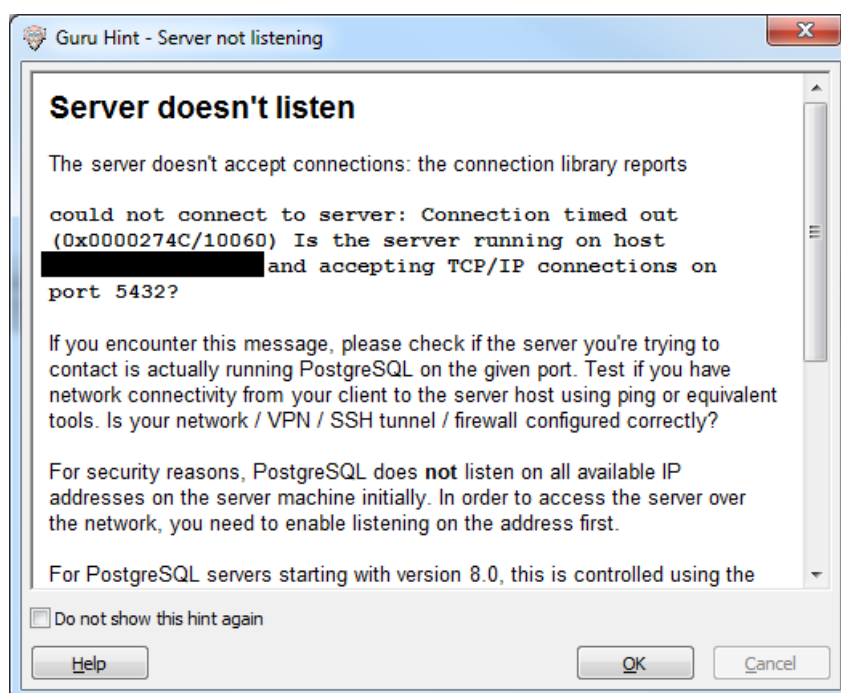 Guru Hint - Server not listening
Server doesn't listen
The server doesn't accept connections: the connection library reports
could not connect to server: Connection timed out
(0x0000274C/10060) Is the server running on host
and accepting TCP/IP connections on
port 5432?
If you encounter this message, please check if the server you're trying to
contact is actually running PostgreSQL on the given port. Test if you have
network connectivity from your client to the server host using ping or equivalent
tools. Is your network / VPN / SSH tunnel / firewall configured correctly?
For security reasons, PostgreSQL does not listen on all available IP
addresses on the server machine initially. In order to access the server over
the network, you need to enable listening on the address first.
For PostgreSQL servers starting with version 8.0, this is controlled using the
Do not show this hint again
Help OK Cancel